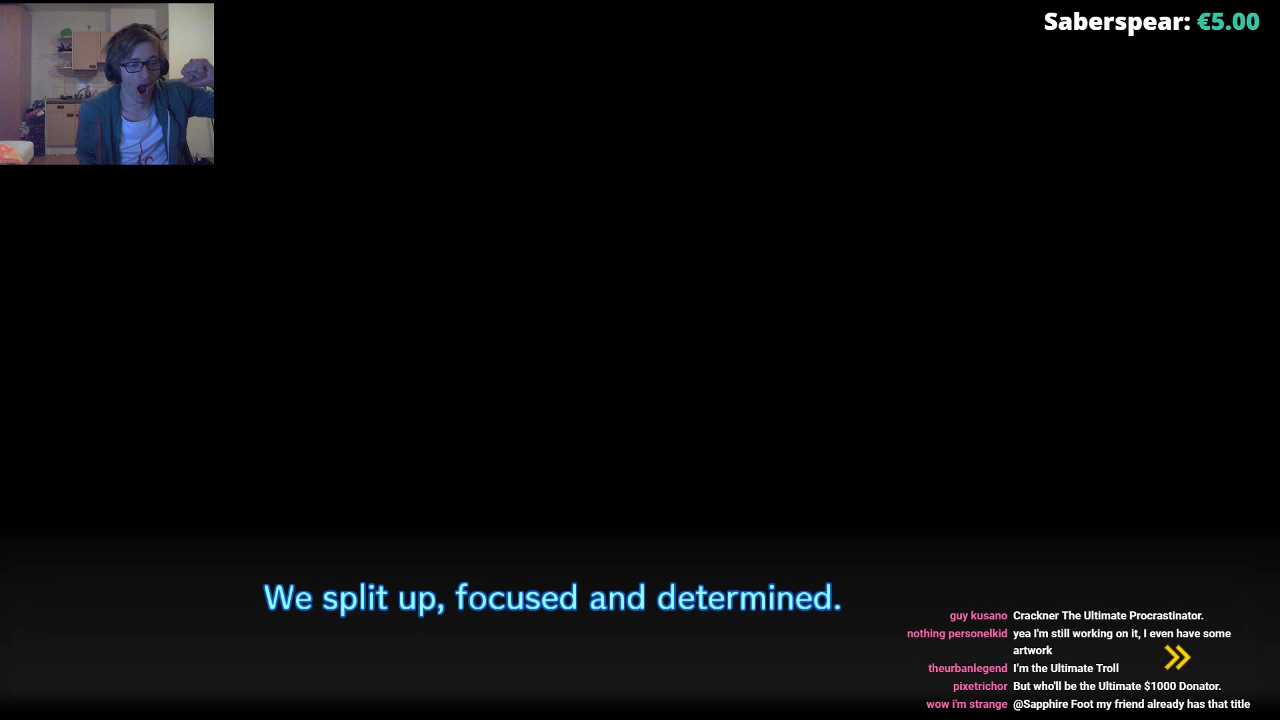 Saberspear: €5.00
We split up, focused and determined.
guy kusano Crackner The Ultimate Procrastinator.
nothing personelkid yea I'm still working on it, I even have some
artwork
theurbanlegend I'm the Ultimate Troll
pixetrichor But who'll be the Ultimate $1000 Donator.
wow i'm strange @Sapphire Foot my friend already has that title